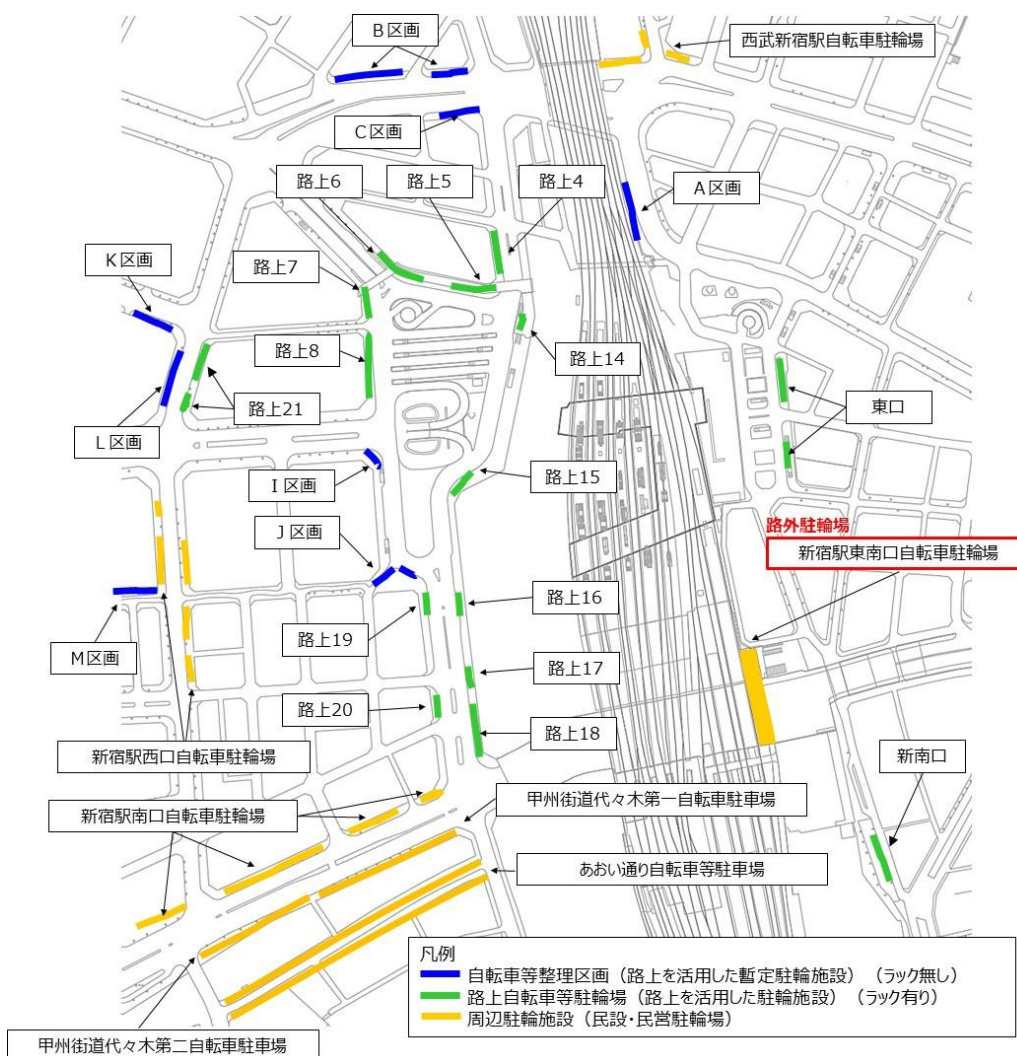 B区画
西武新宿駅自転車駐輪場
C区画
路上6
路上5
路上4
A区画
K区画
路上7
路上8
路上14
東口
路上21
L区画
I区画
路上15
路外駐輪場
新宿駅東南口自転車駐輪場
J区画
路上16
路上19
M区画
路上17
路上20
路上18
新宿駅西口自転車駐輪場
新南口
甲州街道代々木第一自転車駐車場
新宿駅南口自転車駐輪場
あおい通り自転車等駐車場
凡例
自転車等整理区画（路上を活用した暫定駐輪施設）（ラック無し）
路上自転車等駐輪場（路上を活用した駐輪施設）（ラック有り）
周辺駐輪施設（民設・民営駐輪場）
甲州街道代々木第二自転車駐車場